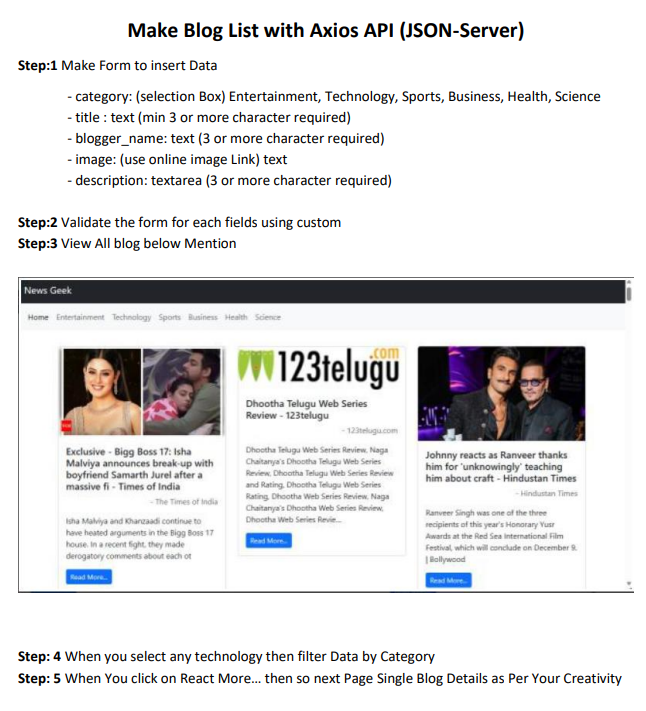 Make Blog List with Axios API (JSON-Server)
Step:1 Make Form to insert Data
- category: (selection Box) Entertainment, Technology, Sports, Business, Health, Science
- title : text (min 3 or more character required)
- blogger_name: text (3 or more character required)
- image: (use online image Link) text
- description: textarea (3 or more character required)
Step:2 Validate the form for each fields using custom
Step:3 View All blog below Mention
News Geek
Home Entertainment Technology Sports Business Health Science
Exclusive - Bigg Boss 17: Isha
Malviya announces break-up with
boyfriend Samarth Jurel after a
massive fi - Times of India
- The Times of India
Isha Malviya and Khanzaadi continue to
have heated arguments in the Bigg Boss 17
house. In a recent fight, they made
derogatory comments about each ot
Read More...
123telugu
.com
Dhootha Telugu Web Series
Review - 123telugu
- 123telugu.com
Dhootha Telugu Web Series Review, Naga
Chaitanya's Dhootha Telugu Web Series
Review, Dhootha Telugu Web Series Review
and Rating, Dhootha Telugu Web Series
Rating, Dhootha Web Series Review, Naga
Chaitanya's Dhootha Web Series Review,
Dhootha Web Series Revie...
Read More...
Johnny reacts as Ranveer thanks
him for 'unknowingly' teaching
him about craft - Hindustan Times
- Hindustan Times
Ranveer Singh was one of the three
recipients of this year's Honorary Yusr
Awards at the Red Sea International Film
Festival, which will conclude on December 9.
| Bollywood
Read More...
Step: 4 When you select any technology then filter Data by Category
Step: 5 When You click on React More... then so next Page Single Blog Details as Per Your Creativity